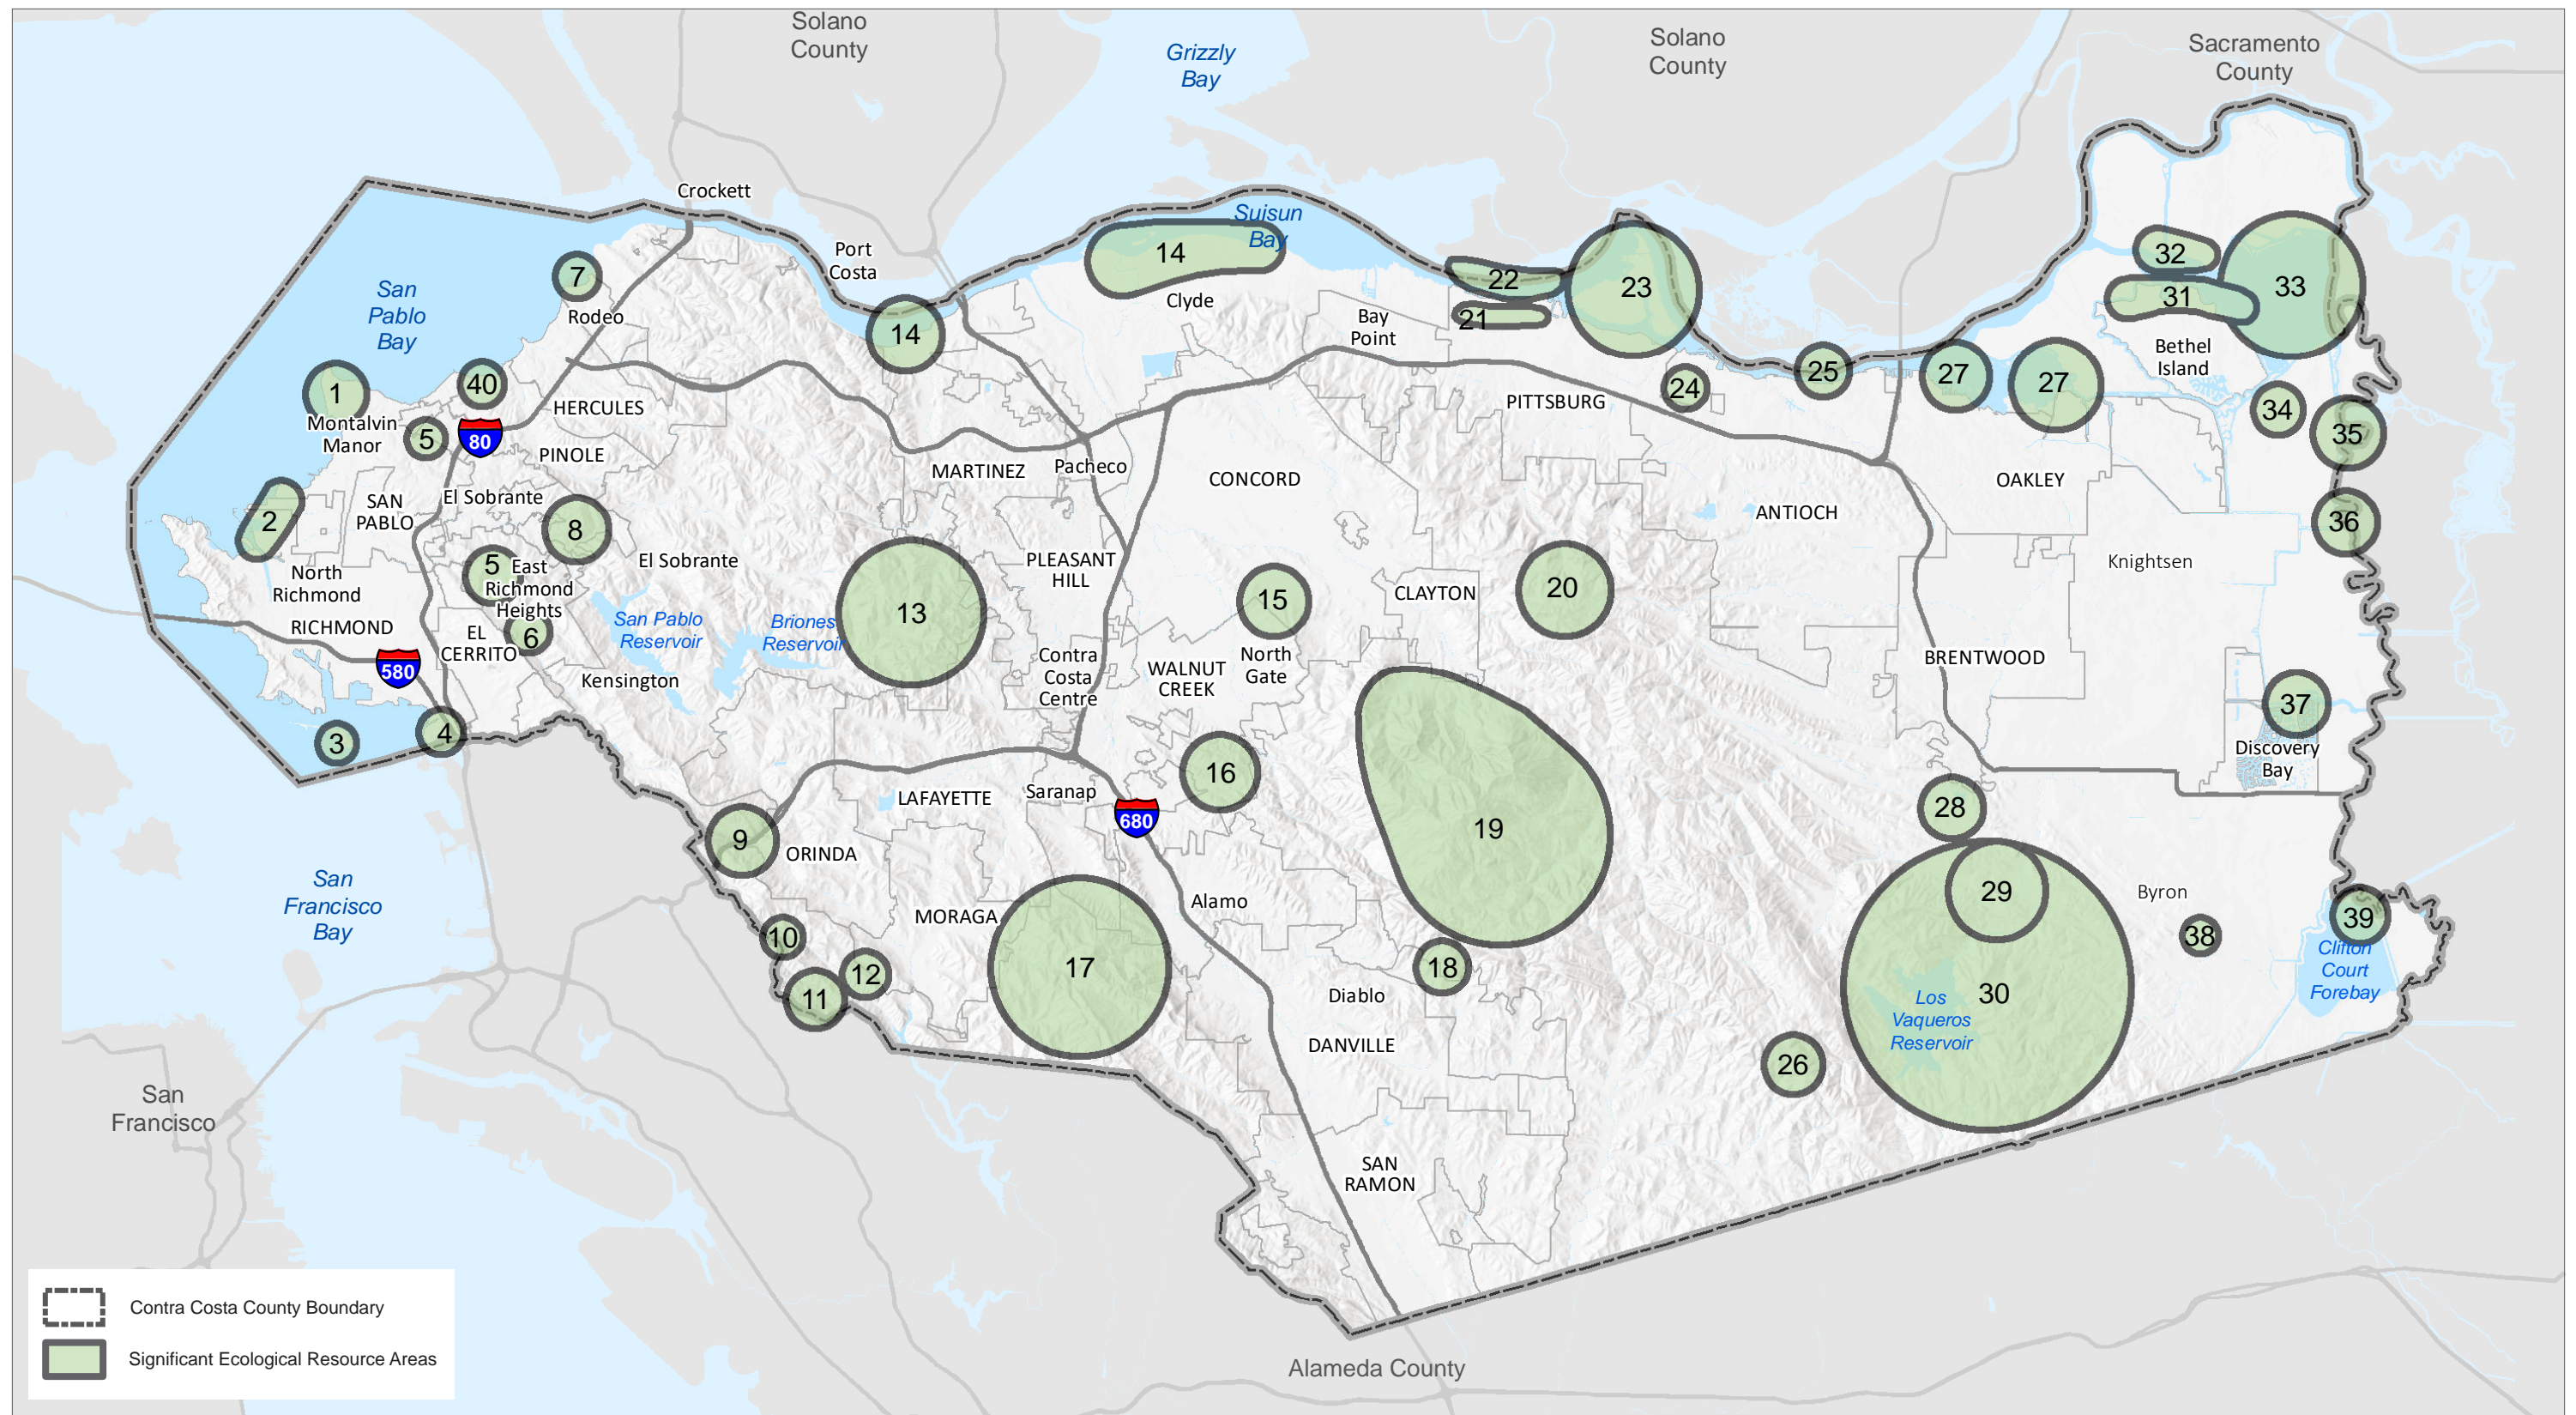 Solano
County
Grizzly
Bay
Solano
County
Sacramento
County
Crockett
Suisun
Bay
Port
Costa
San
Pablo
Bay
7
Rodeo
14
14
Clyde
22
21
23
Bay
Point
32
31
33
Bethel
Island
1
40
Montalvin
Manor
5
80
HERCULES
PINOLE
24
25
27
27
PITTSBURG
34
35
36
2
SAN
PABLO
El Sobrante
8
MARTINEZ
Pacheco
CONCORD
ANTIOCH
OAKLEY
Knightsen
North
Richmond
5
East
Richmond
Heights
El Sobrante
PLEASANT
HILL
CLAYTON
20
15
13
RICHMOND
EL
CERRITO
6
San Pablo
Reservoir
Briones
Reservoir
580
Kensington
Contra
Costa
Centre
WALNUT
CREEK
North
Gate
BRENTWOOD
37
Discovery
Bay
3
4
16
LAFAYETTE
Saranap
680
19
28
9
ORINDA
San
Francisco
Bay
MORAGA
Alamo
29
Byron
38
39
Clifton
Court
Forebay
10
12
11
17
18
Diablo
DANVILLE
Los
Vaqueros
Reservoir
30
26
San
Francisco
SAN
RAMON
Alameda County
Contra Costa County Boundary
Significant Ecological Resource Areas